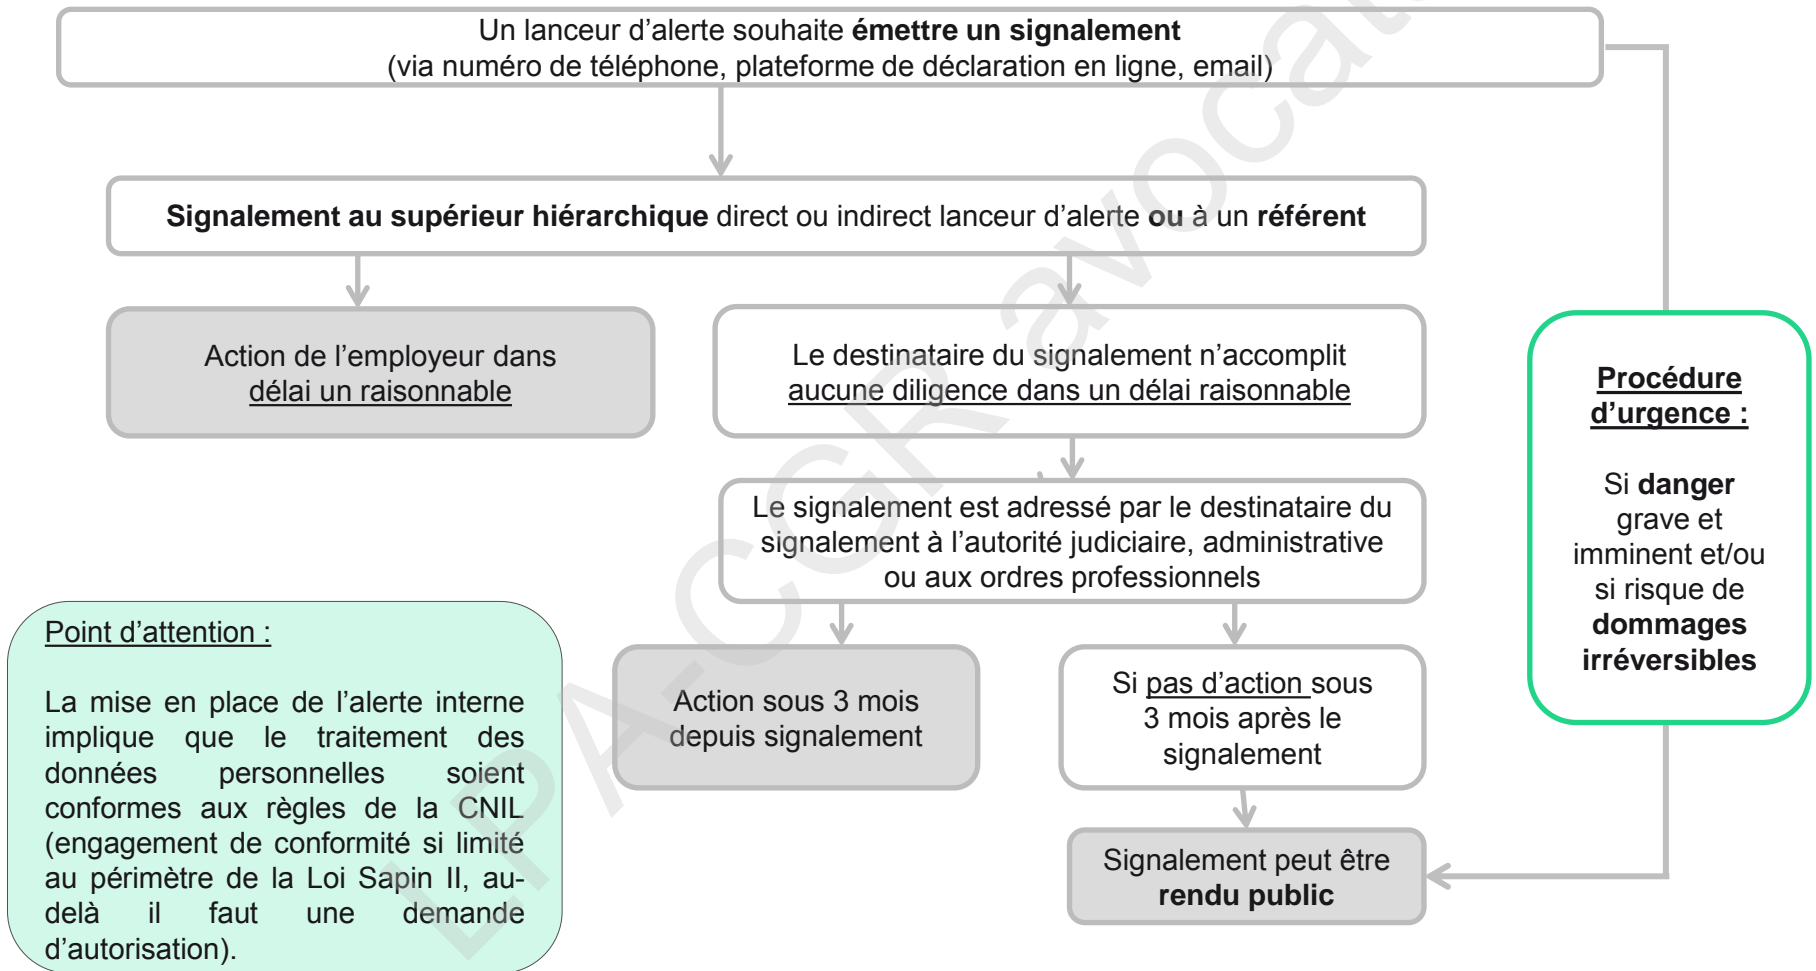 Un lanceur d’alerte souhaite émettre un signalement
(via numéro de téléphone, plateforme de déclaration en ligne, email)
Signalement au supérieur hiérarchique direct ou indirect lanceur d’alerte ou à un référent
Action de l’employeur dans
délai un raisonnable
Le destinataire du signalement n’accomplit
aucune diligence dans un délai raisonnable
Le signalement est adressé par le destinataire du
signalement à l’autorité judiciaire, administrative
ou aux ordres professionnels
Action sous 3 mois
depuis signalement
Si pas d’action sous
3 mois après le
signalement
Signalement peut être
rendu public
Procédure
d’urgence :
Si danger
grave et
imminent et/ou
si risque de
dommages
irréversibles
Point d’attention :
La mise en place de l’alerte interne
implique que le traitement des
données personnelles soient
conformes aux règles de la CNIL
(engagement de conformité si limité
au périmètre de la Loi Sapin II, au-
delà il faut une demande
d’autorisation).
LPA-CGR avocats